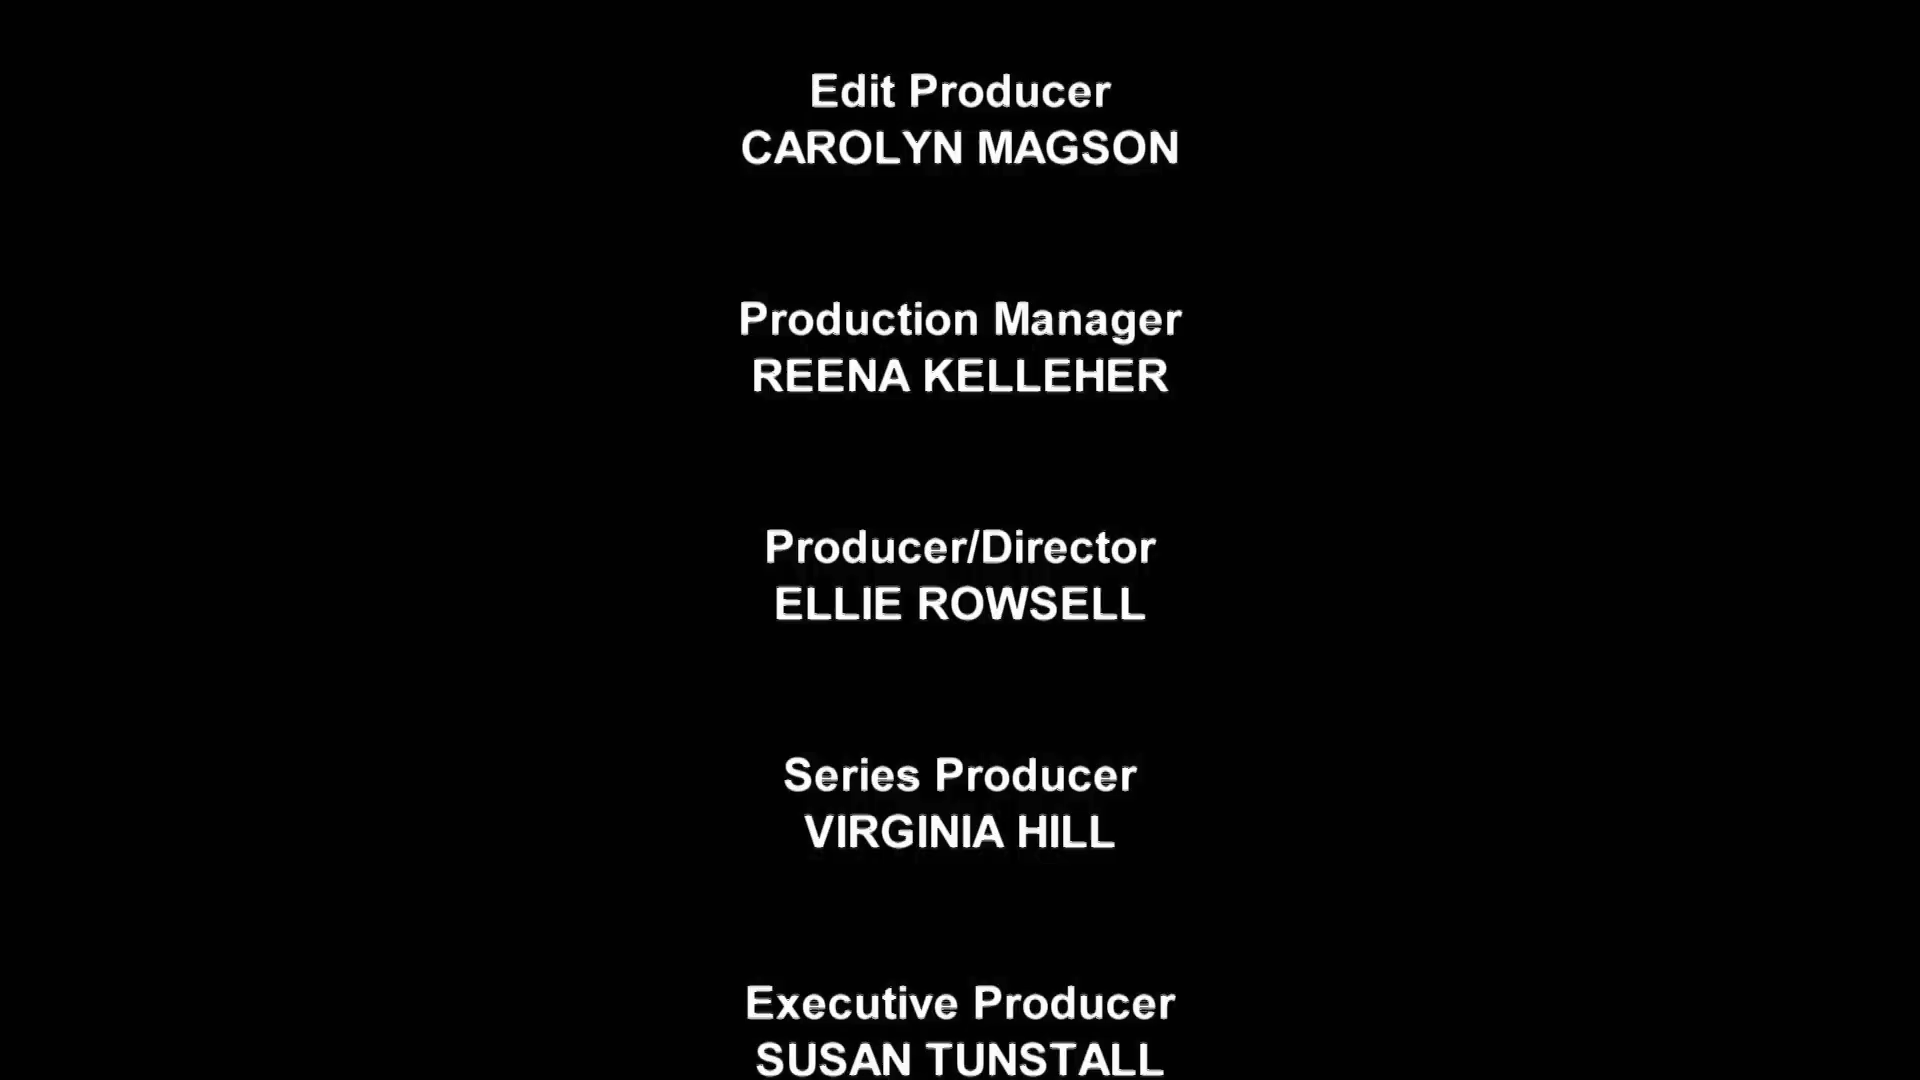 Edit Producer
CAROLYN MAGSON
Production Manager
REENA KELLEHER
Producer/Director
ELLIE ROWSELL
Series Producer
VIRGINIA HILL
Executive Producer
SUSAN TUNSTALL